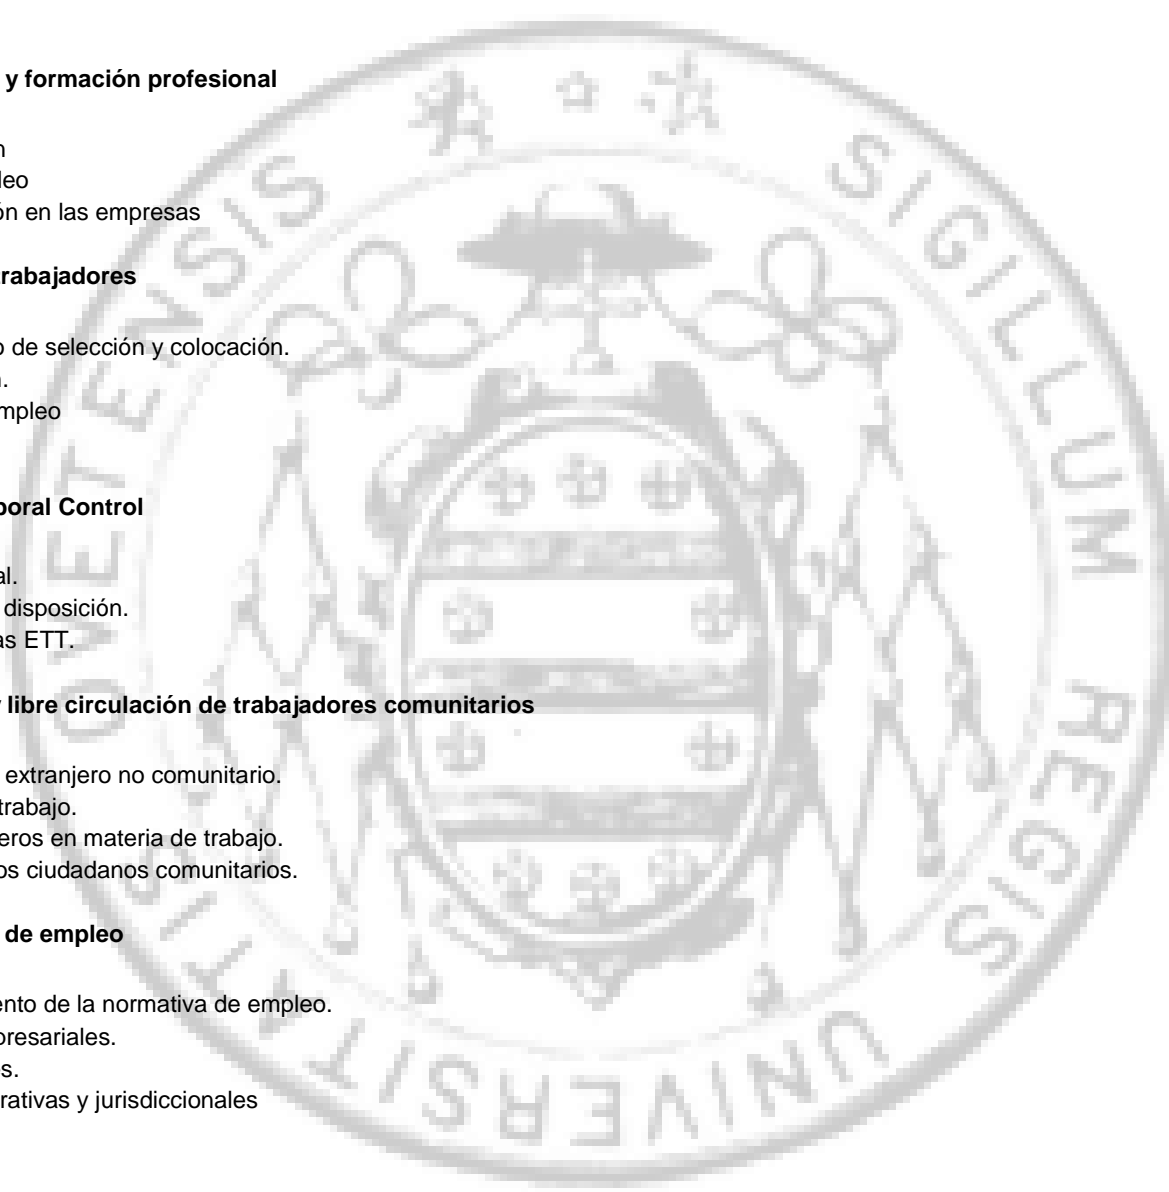 y formación profesional
n
leo
ón en las empresas
trabajadores
o de selección y colocación.
n.
mpleo
poral Control
al.
disposición.
as ETT.
y libre circulación de trabajadores comunitarios
extranjero no comunitario.
trabajo.
eros en materia de trabajo.
os ciudadanos comunitarios.
de empleo
ento de la normativa de empleo.
presariales.
s.
rativas y jurisdiccionales
SIGILLUM REGIS UNIVERSITATIS OVETENSIS